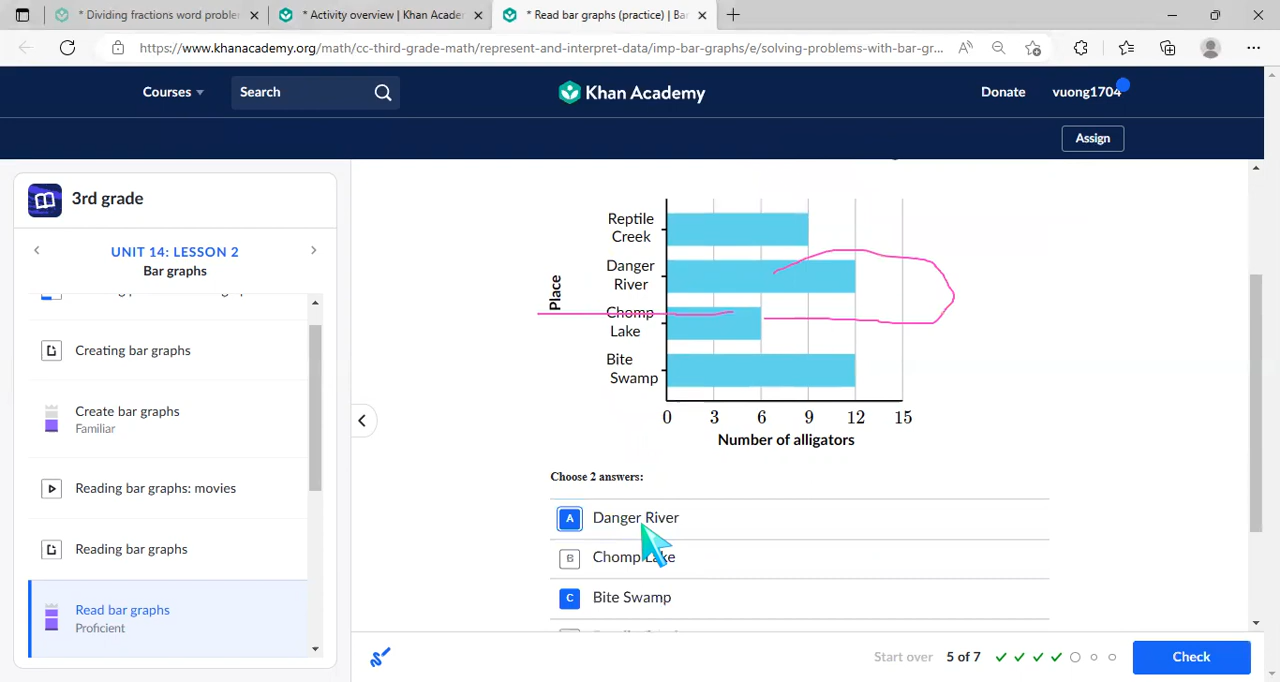 * Dividing fractions word proble
* Activity overview | Khan Acade
* Read bar graphs (practice) | Ba
https://www.khanacademy.org/math/cc-third-grade-math/represent-and-interpret-data/imp-bar-graphs/e/solving-problems-with-bar-gr...
Courses
Search
Khan Academy
Donate
vuong1704
Assign
3rd grade
UNIT 14: LESSON 2
Bar graphs
Creating bar graphs
Create bar graphs
Familiar
Reading bar graphs: movies
Reading bar graphs
Read bar graphs
Proficient
Place
Reptile
Creek
Danger
River
Chomp
Lake
Bite
Swamp
0 3 6 9 12 15
Number of alligators
Choose 2 answers:
A Danger River
B Chomp Lake
C Bite Swamp
Start over 5 of 7
Check